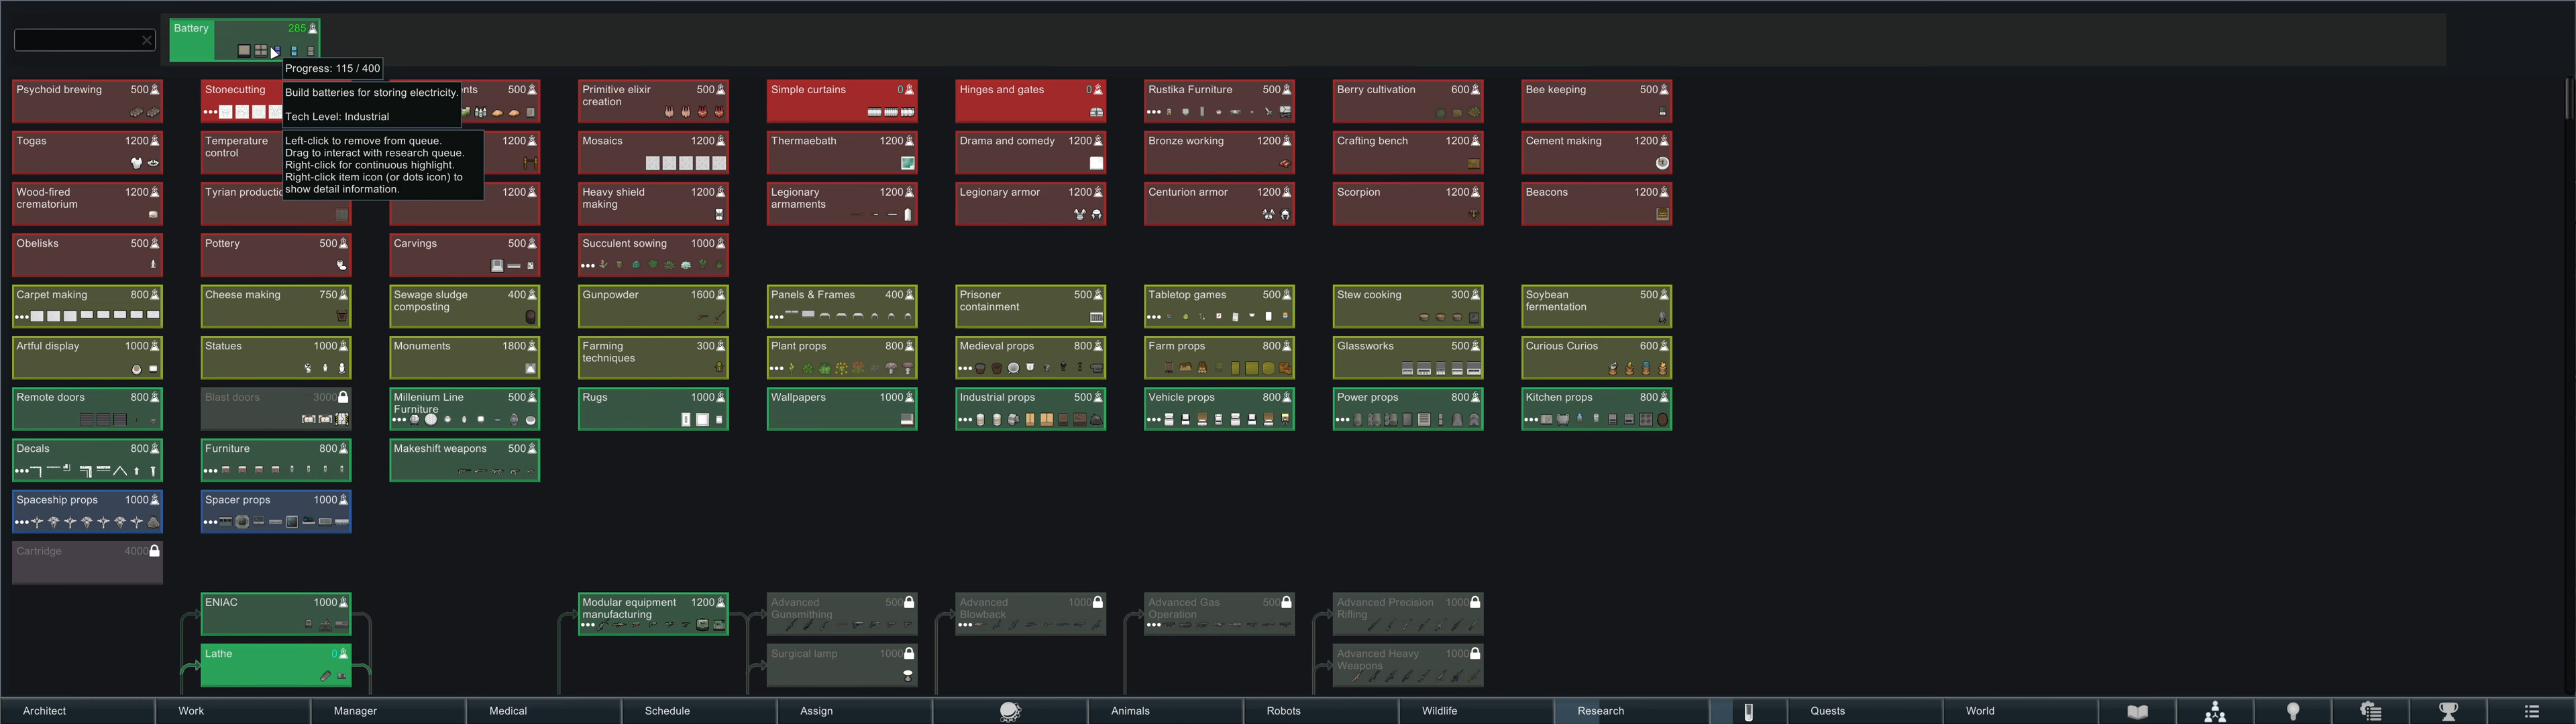 Battery 285
Progress: 115 / 400
Build batteries for storing electricity.
Tech Level: Industrial
Left-click to remove from queue.
Drag to interact with research queue.
Right-click for continuous highlight.
Right-click item icon (or dots icon) to
show detail information.
Psychoid brewing 500
Stonecutting
nts 500
Primitive elixir
creation 500
Simple curtains 0
Hinges and gates 0
Rustika Furniture 500
Berry cultivation 600
Bee keeping 500
Togas 1200
Temperature
control
1200
Mosaics 1200
Thermaebath 1200
Drama and comedy 1200
Bronze working 1200
Crafting bench 1200
Cement making 1200
Wood-fired
crematorium 1200
Tyrian productio
1200
Heavy shield
making 1200
Legionary
armaments 1200
Legionary armor 1200
Centurion armor 1200
Scorpion 1200
Beacons 1200
Obelisks 500
Pottery 500
Carvings 500
Succulent sowing 1000
Carpet making 800
Cheese making 750
Sewage sludge
composting 400
Gunpowder 1600
Panels & Frames 400
Prisoner
containment 500
Tabletop games 500
Stew cooking 300
Soybean
fermentation 500
Artful display 1000
Statues 1000
Monuments 1800
Farming
techniques 300
Plant props 800
Medieval props 800
Farm props 800
Glassworks 500
Curious Curios 600
Remote doors 800
Blast doors 3000
Millenium Line
Furniture 500
Rugs 1000
Wallpapers 1000
Industrial props 500
Vehicle props 800
Power props 800
Kitchen props 800
Decals 800
Furniture 800
Makeshift weapons 500
Spaceship props 1000
Spacer props 1000
Cartridge 4000
ENIAC 1000
Modular equipment
manufacturing 1200
Advanced
Gunsmithing 500
Advanced
Blowback 1000
Advanced Gas
Operation 500
Advanced Precision
Rifling 1000
Lathe 0
Surgical lamp 1000
Advanced Heavy
Weapons 1000
Architect Work Manager Medical Schedule Assign Animals Robots Wildlife Research Quests World